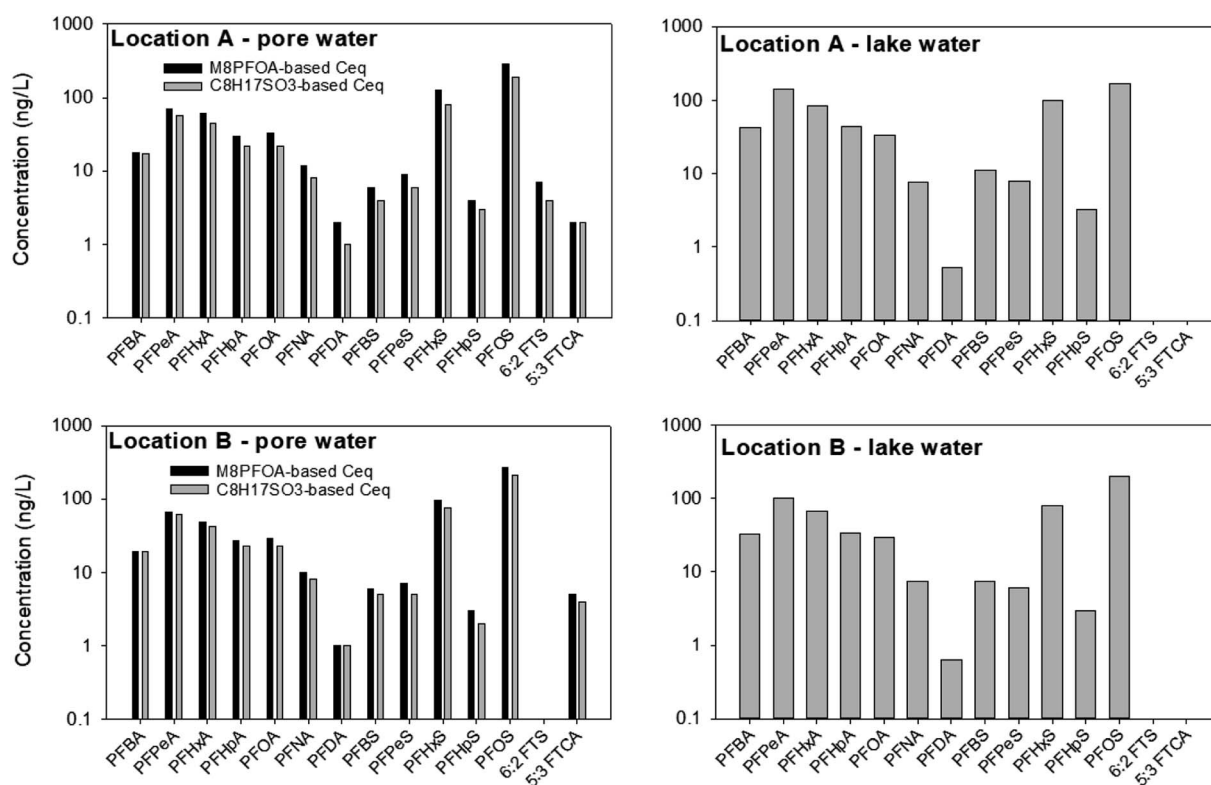 Location A - pore water
M8PFOA-based Ceq
C8H17SO3-based Ceq
Concentration (ng/L)
1000
100
10
1
0.1
PFBA
PFPeA
PFHxA
PFHpA
PFOA
PFNA
PFDA
PFBS
PFPeS
PFHxS
PFHpS
PFOS
6:2 FTS
5:3 FTCA
Location A - lake water
1000
100
10
1
0.1
PFBA
PFPeA
PFHxA
PFHpA
PFOA
PFNA
PFDA
PFBS
PFPeS
PFHxS
PFHpS
PFOS
6:2 FTS
5:3 FTCA
Location B - pore water
M8PFOA-based Ceq
C8H17SO3-based Ceq
Concentration (ng/L)
1000
100
10
1
0.1
PFBA
PFPeA
PFHxA
PFHpA
PFOA
PFNA
PFDA
PFBS
PFPeS
PFHxS
PFHpS
PFOS
6:2 FTS
5:3 FTCA
Location B - lake water
1000
100
10
1
0.1
PFBA
PFPeA
PFHxA
PFHpA
PFOA
PFNA
PFDA
PFBS
PFPeS
PFHxS
PFHpS
PFOS
6:2 FTS
5:3 FTCA